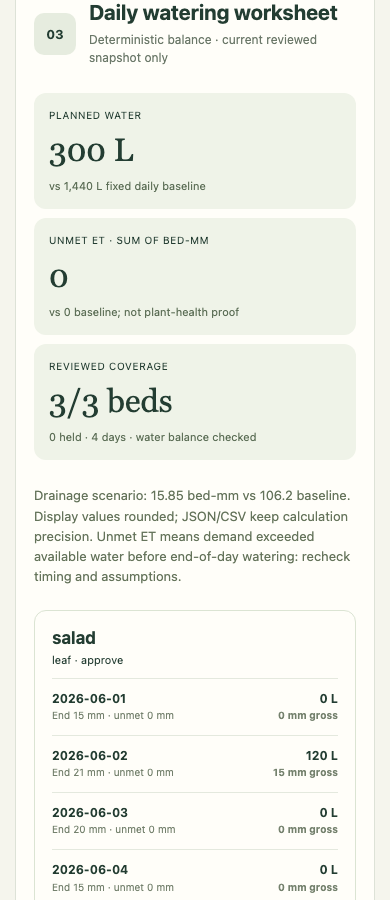 03
Daily watering worksheet
Deterministic balance · current reviewed
snapshot only
PLANNED WATER
300 L
vs 1,440 L fixed daily baseline
UNMET ET · SUM OF BED-MM
0
vs 0 baseline; not plant-health proof
REVIEWED COVERAGE
3/3 beds
0 held · 4 days · water balance checked
Drainage scenario: 15.85 bed-mm vs 106.2 baseline.
Display values rounded; JSON/CSV keep calculation
precision. Unmet ET means demand exceeded
available water before end-of-day watering: recheck
timing and assumptions.
salad
leaf · approve
2026-06-01 0 L
End 15 mm · unmet 0 mm 0 mm gross
2026-06-02 120 L
End 21 mm · unmet 0 mm 15 mm gross
2026-06-03 0 L
End 20 mm · unmet 0 mm 0 mm gross
2026-06-04 0 L
End 15 mm · unmet 0 mm 0 mm gross